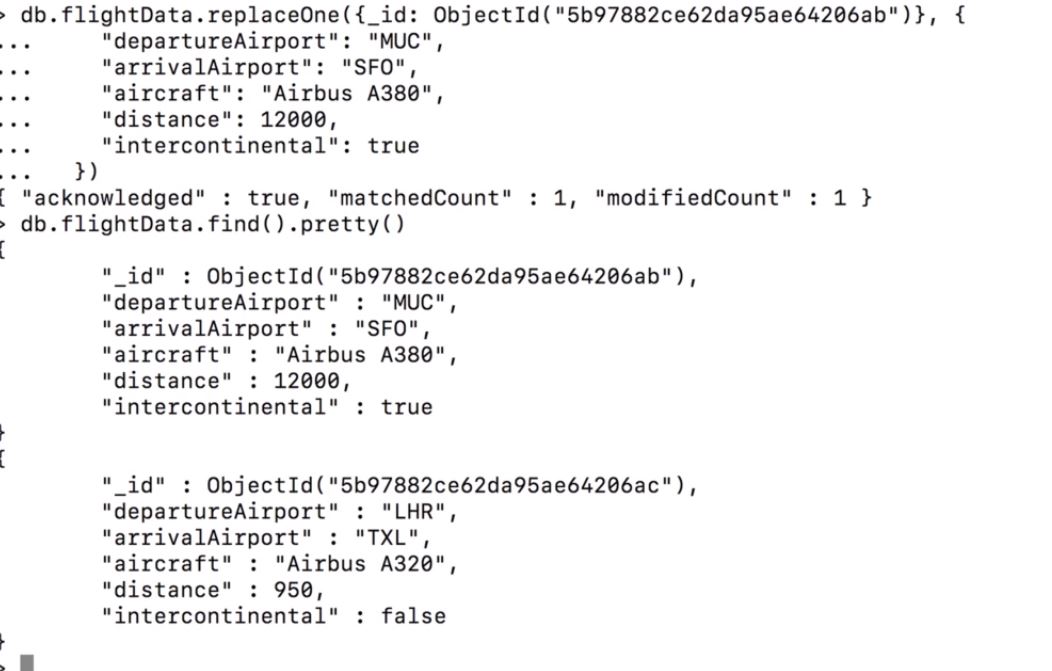 > db.flightData.replaceOne({_id: ObjectId("5b97882ce62da95ae64206ab")}, {
...     "departureAirport": "MUC",
...     "arrivalAirport": "SFO",
...     "aircraft": "Airbus A380",
...     "distance": 12000,
...     "intercontinental": true
...   })
{ "acknowledged" : true, "matchedCount" : 1, "modifiedCount" : 1 }
> db.flightData.find().pretty()
{
        "_id" : ObjectId("5b97882ce62da95ae64206ab"),
        "departureAirport" : "MUC",
        "arrivalAirport" : "SFO",
        "aircraft" : "Airbus A380",
        "distance" : 12000,
        "intercontinental" : true
}
{
        "_id" : ObjectId("5b97882ce62da95ae64206ac"),
        "departureAirport" : "LHR",
        "arrivalAirport" : "TXL",
        "aircraft" : "Airbus A320",
        "distance" : 950,
        "intercontinental" : false
}
>